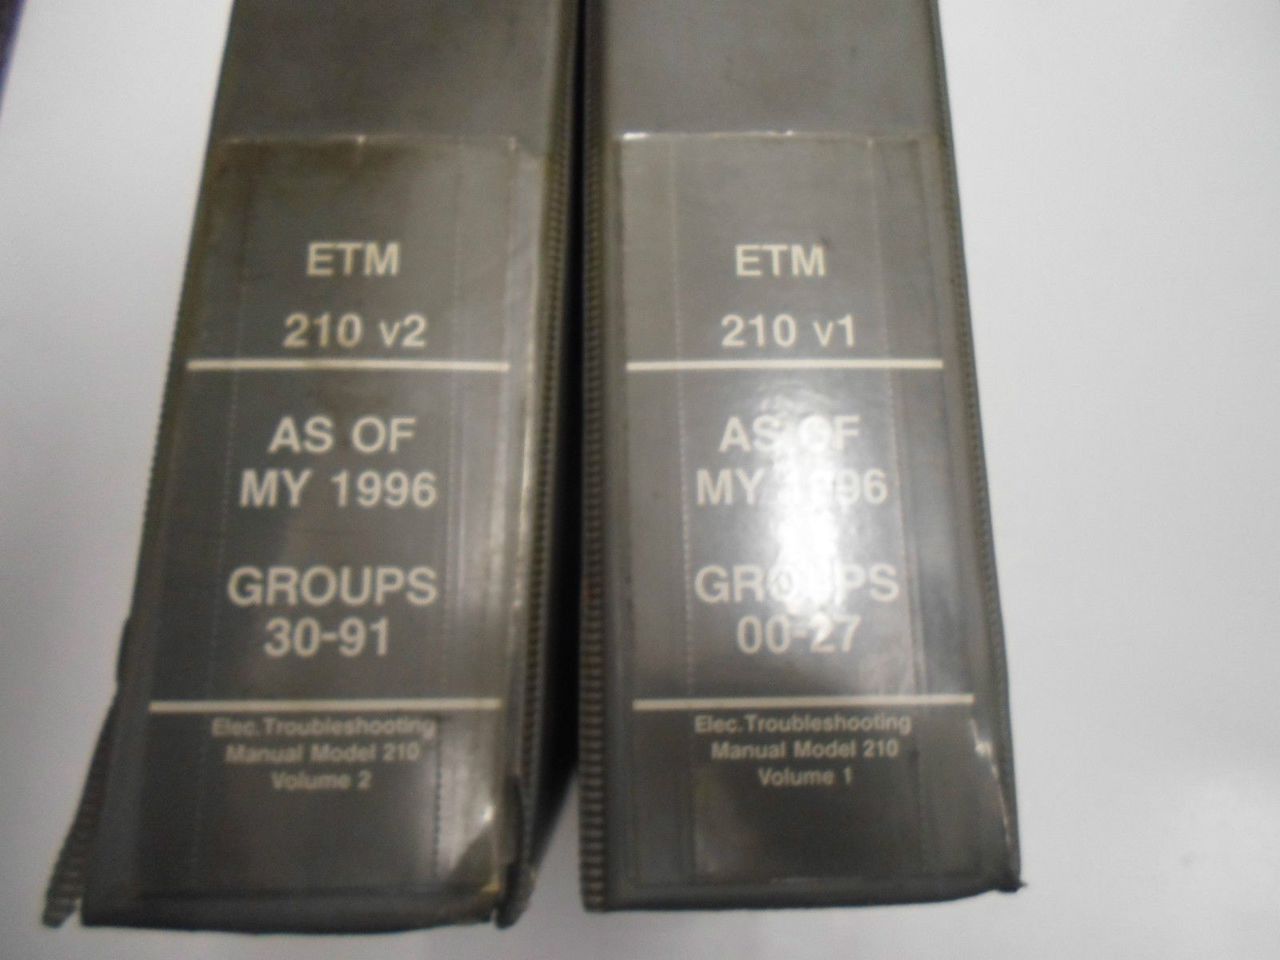 ETM
210 v2
AS OF
MY 1996
GROUPS
30-91
Elec.Troubleshooting
Manual Model 210
Volume 2
ETM
210 v1
AS OF
MY 1996
GROUPS
00-27
Elec.Troubleshooting
Manual Model 210
Volume 1